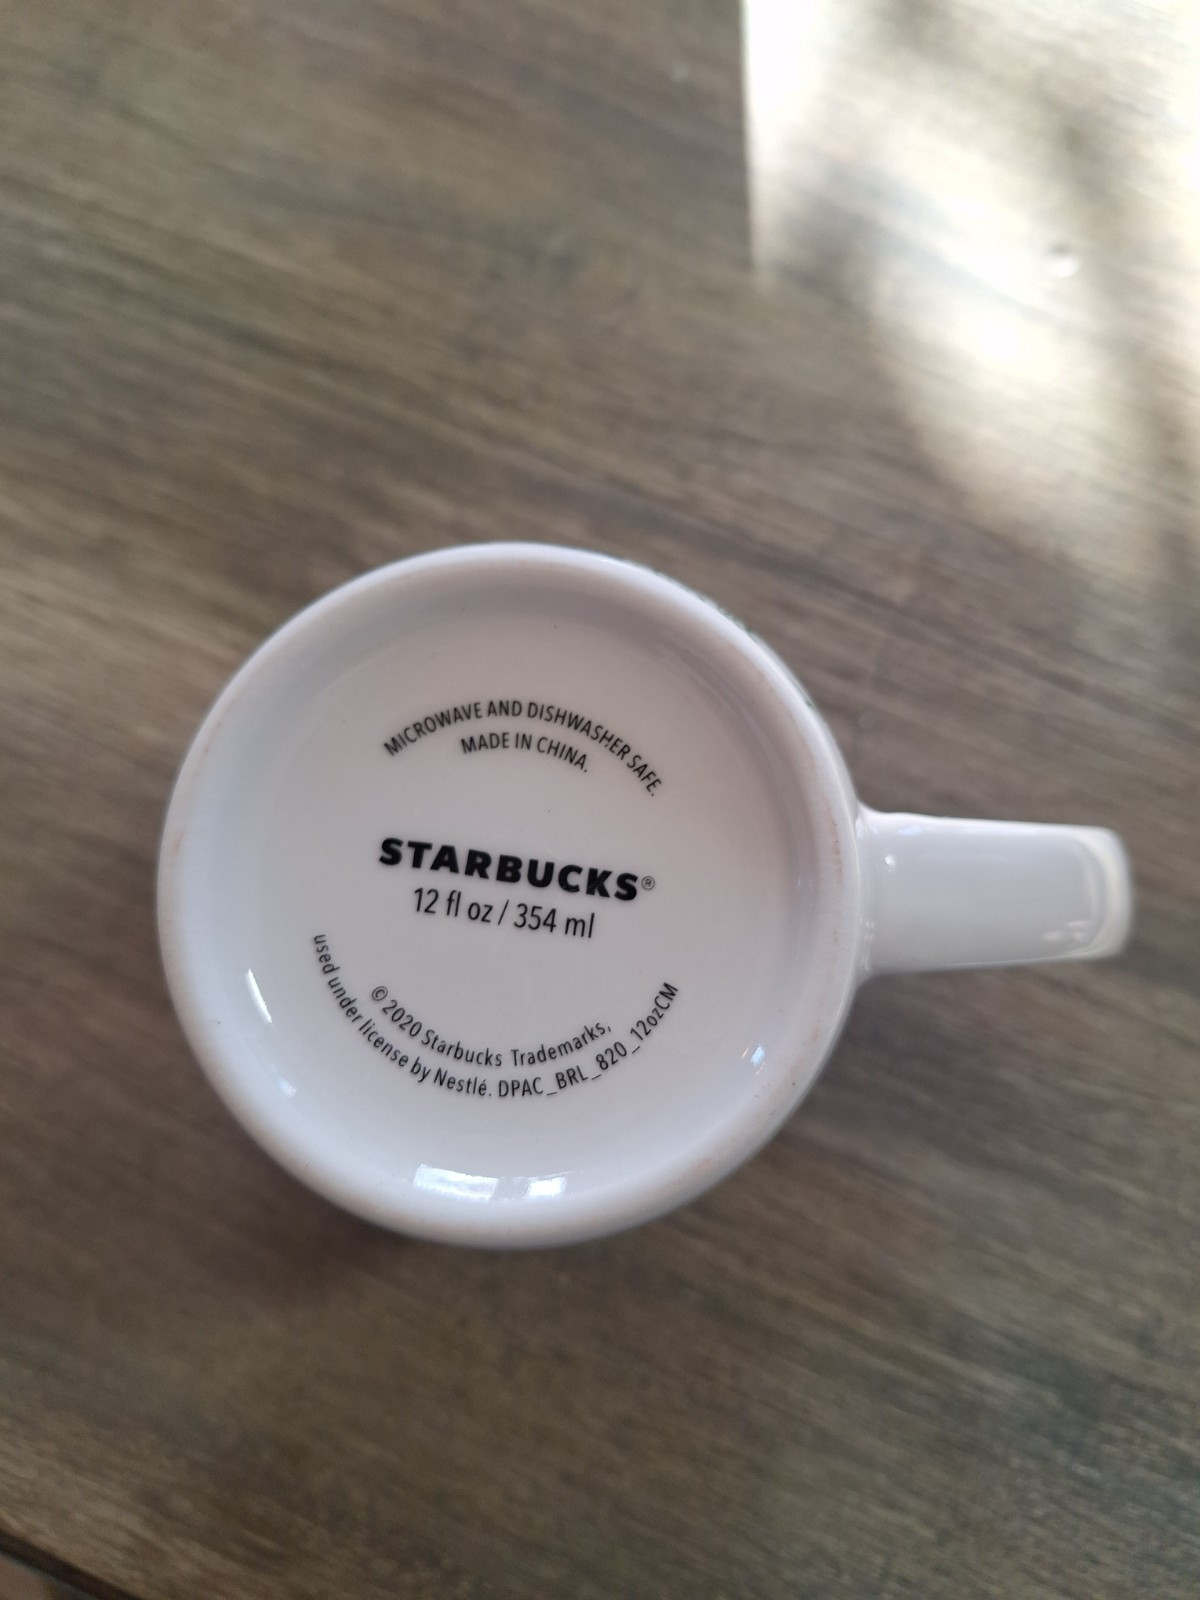 MICROWAVE AND DISHWASHER SAFE.
MADE IN CHINA.
STARBUCKS®
12 fl oz / 354 ml
© 2020 Starbucks Trademarks,
used under license by Nestlé. DPAC_BRL_820_12ozCM